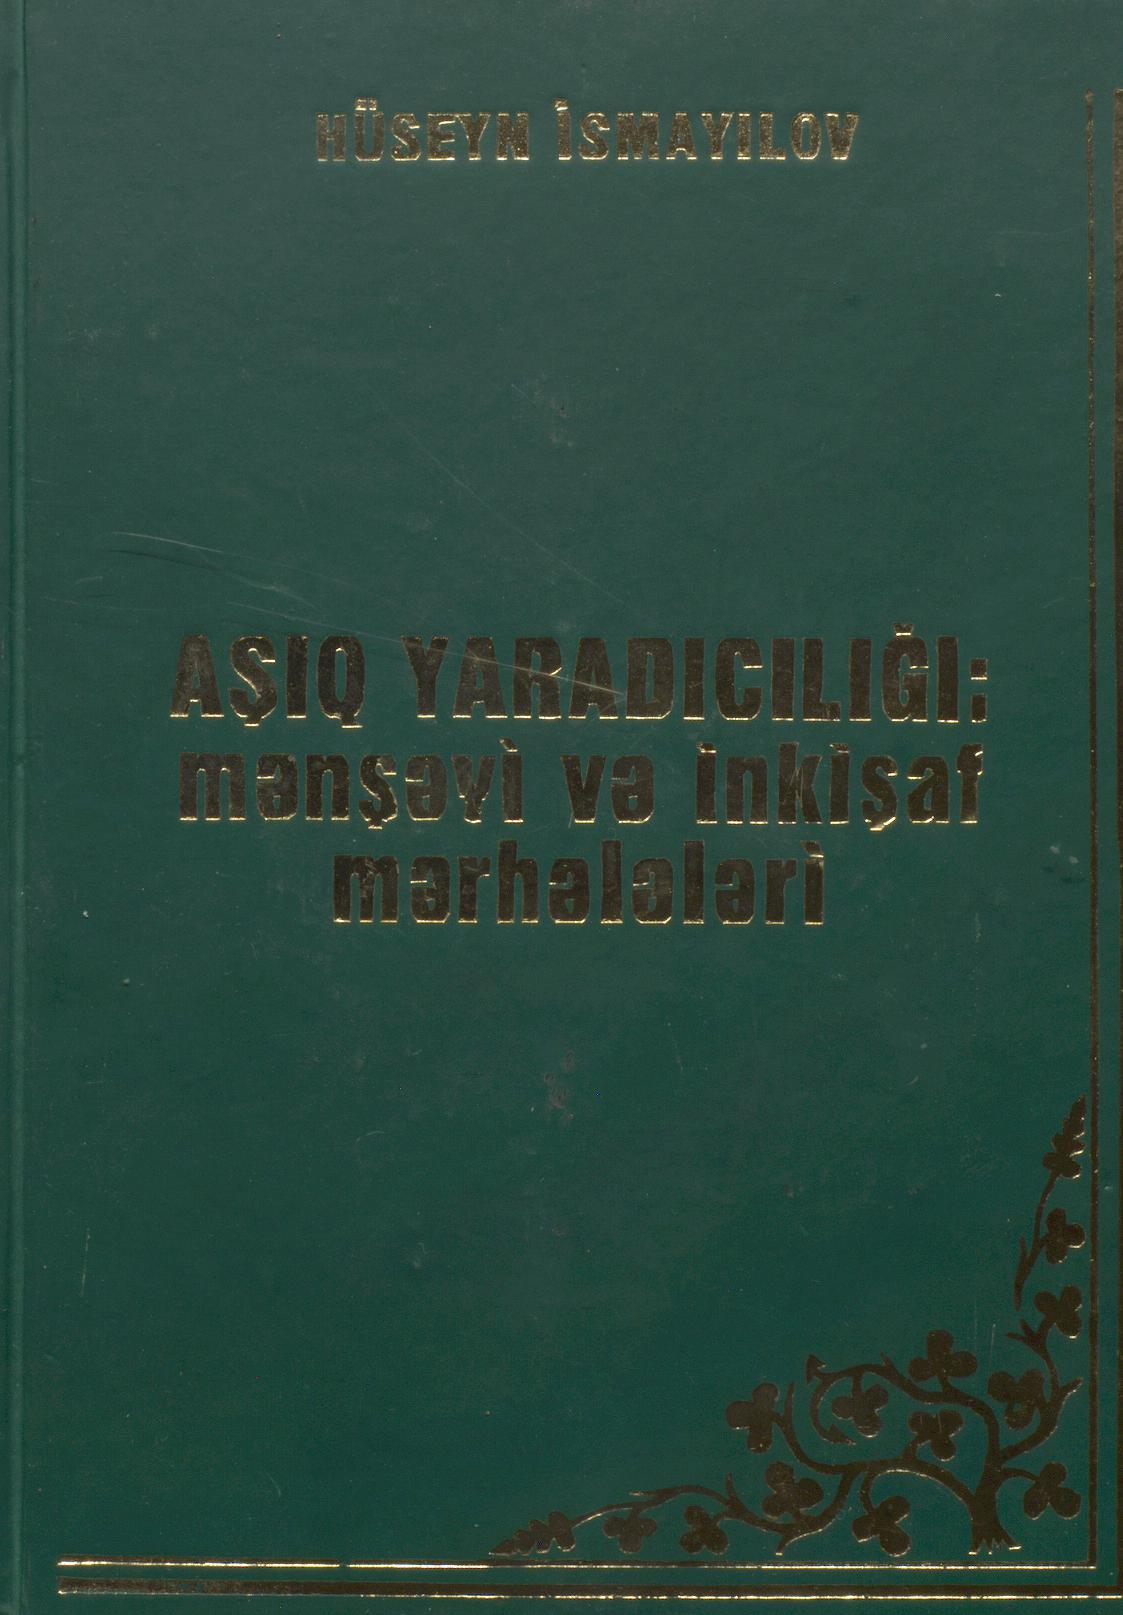 HÜSEYN İSMAYILOV
AŞIQ YARADICILIĞI:
mənşəyi və inkişaf
mərhələləri